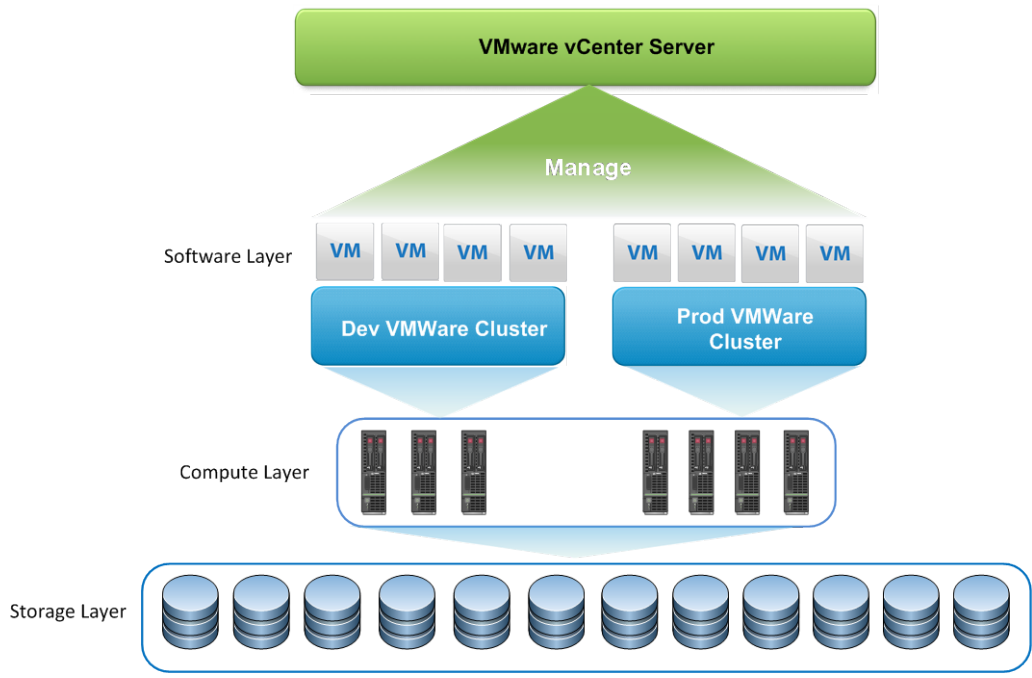 VMware vCenter Server
Manage
Software Layer
VM VM VM VM VM VM VM VM
Dev VMWare Cluster
Prod VMWare
Cluster
Compute Layer
Storage Layer